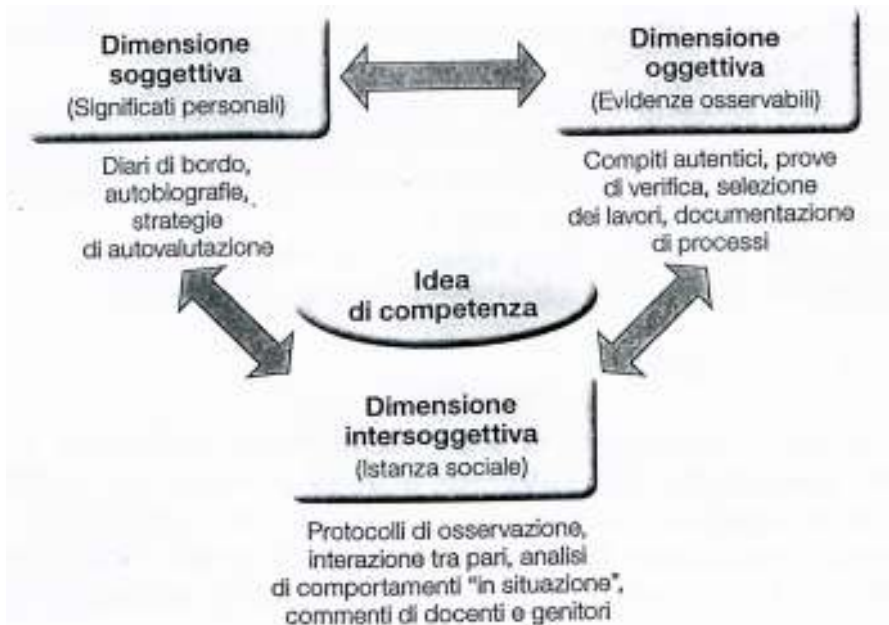 Dimensione
soggettiva
(Significati personali)
Diari di bordo,
autobiografie,
strategie
di autovalutazione
Dimensione
oggettiva
(Evidenze osservabili)
Compiti autentici, prove
di verifica, selezione
dei lavori, documentazione
di processi
Idea
di competenza
Dimensione
intersoggettiva
(Istanza sociale)
Protocolli di osservazione,
interazione tra pari, analisi
di comportamenti "in situazione",
commenti di docenti e genitori